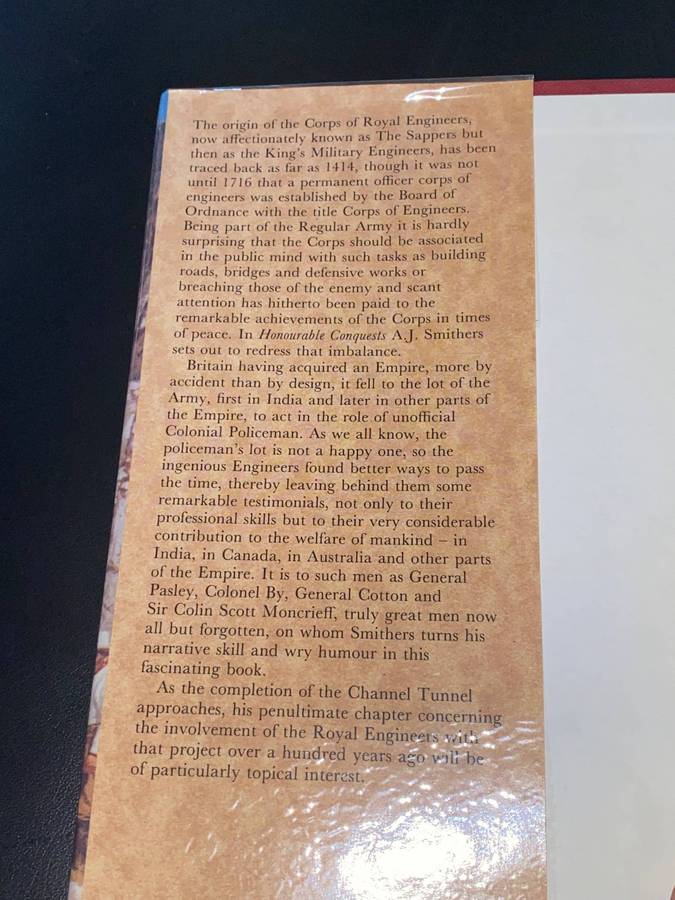 The origin of the Corps of Royal Engineers,
now affectionately known as The Sappers but
then as the King's Military Engineers, has been
traced back as far as 1414, though it was not
until 1716 that a permanent officer corps of
engineers was established by the Board of
Ordnance with the title Corps of Engineers.
Being part of the Regular Army it is hardly
surprising that the Corps should be associated
in the public mind with such tasks as building
roads, bridges and defensive works or
breaching those of the enemy and scant
attention has hitherto been paid to the
remarkable achievements of the Corps in times
of peace. In Honourable Conquests A.J. Smithers
sets out to redress that imbalance.
Britain having acquired an Empire, more by
accident than by design, it fell to the lot of the
Army, first in India and later in other parts of
the Empire, to act in the role of unofficial
Colonial Policeman. As we all know, the
policeman's lot is not a happy one, so the
ingenious Engineers found better ways to pass
the time, thereby leaving behind them some
remarkable testimonials, not only to their
professional skills but to their very considerable
contribution to the welfare of mankind – in
India, in Canada, in Australia and other parts
of the Empire. It is to such men as General
Pasley, Colonel By, General Cotton and
Sir Colin Scott Moncrieff, truly great men now
all but forgotten, on whom Smithers turns his
narrative skill and wry humour in this
fascinating book.
As the completion of the Channel Tunnel
approaches, his penultimate chapter concerning
the involvement of the Royal Engineers with
that project over a hundred years ago will be
of particularly topical interest.